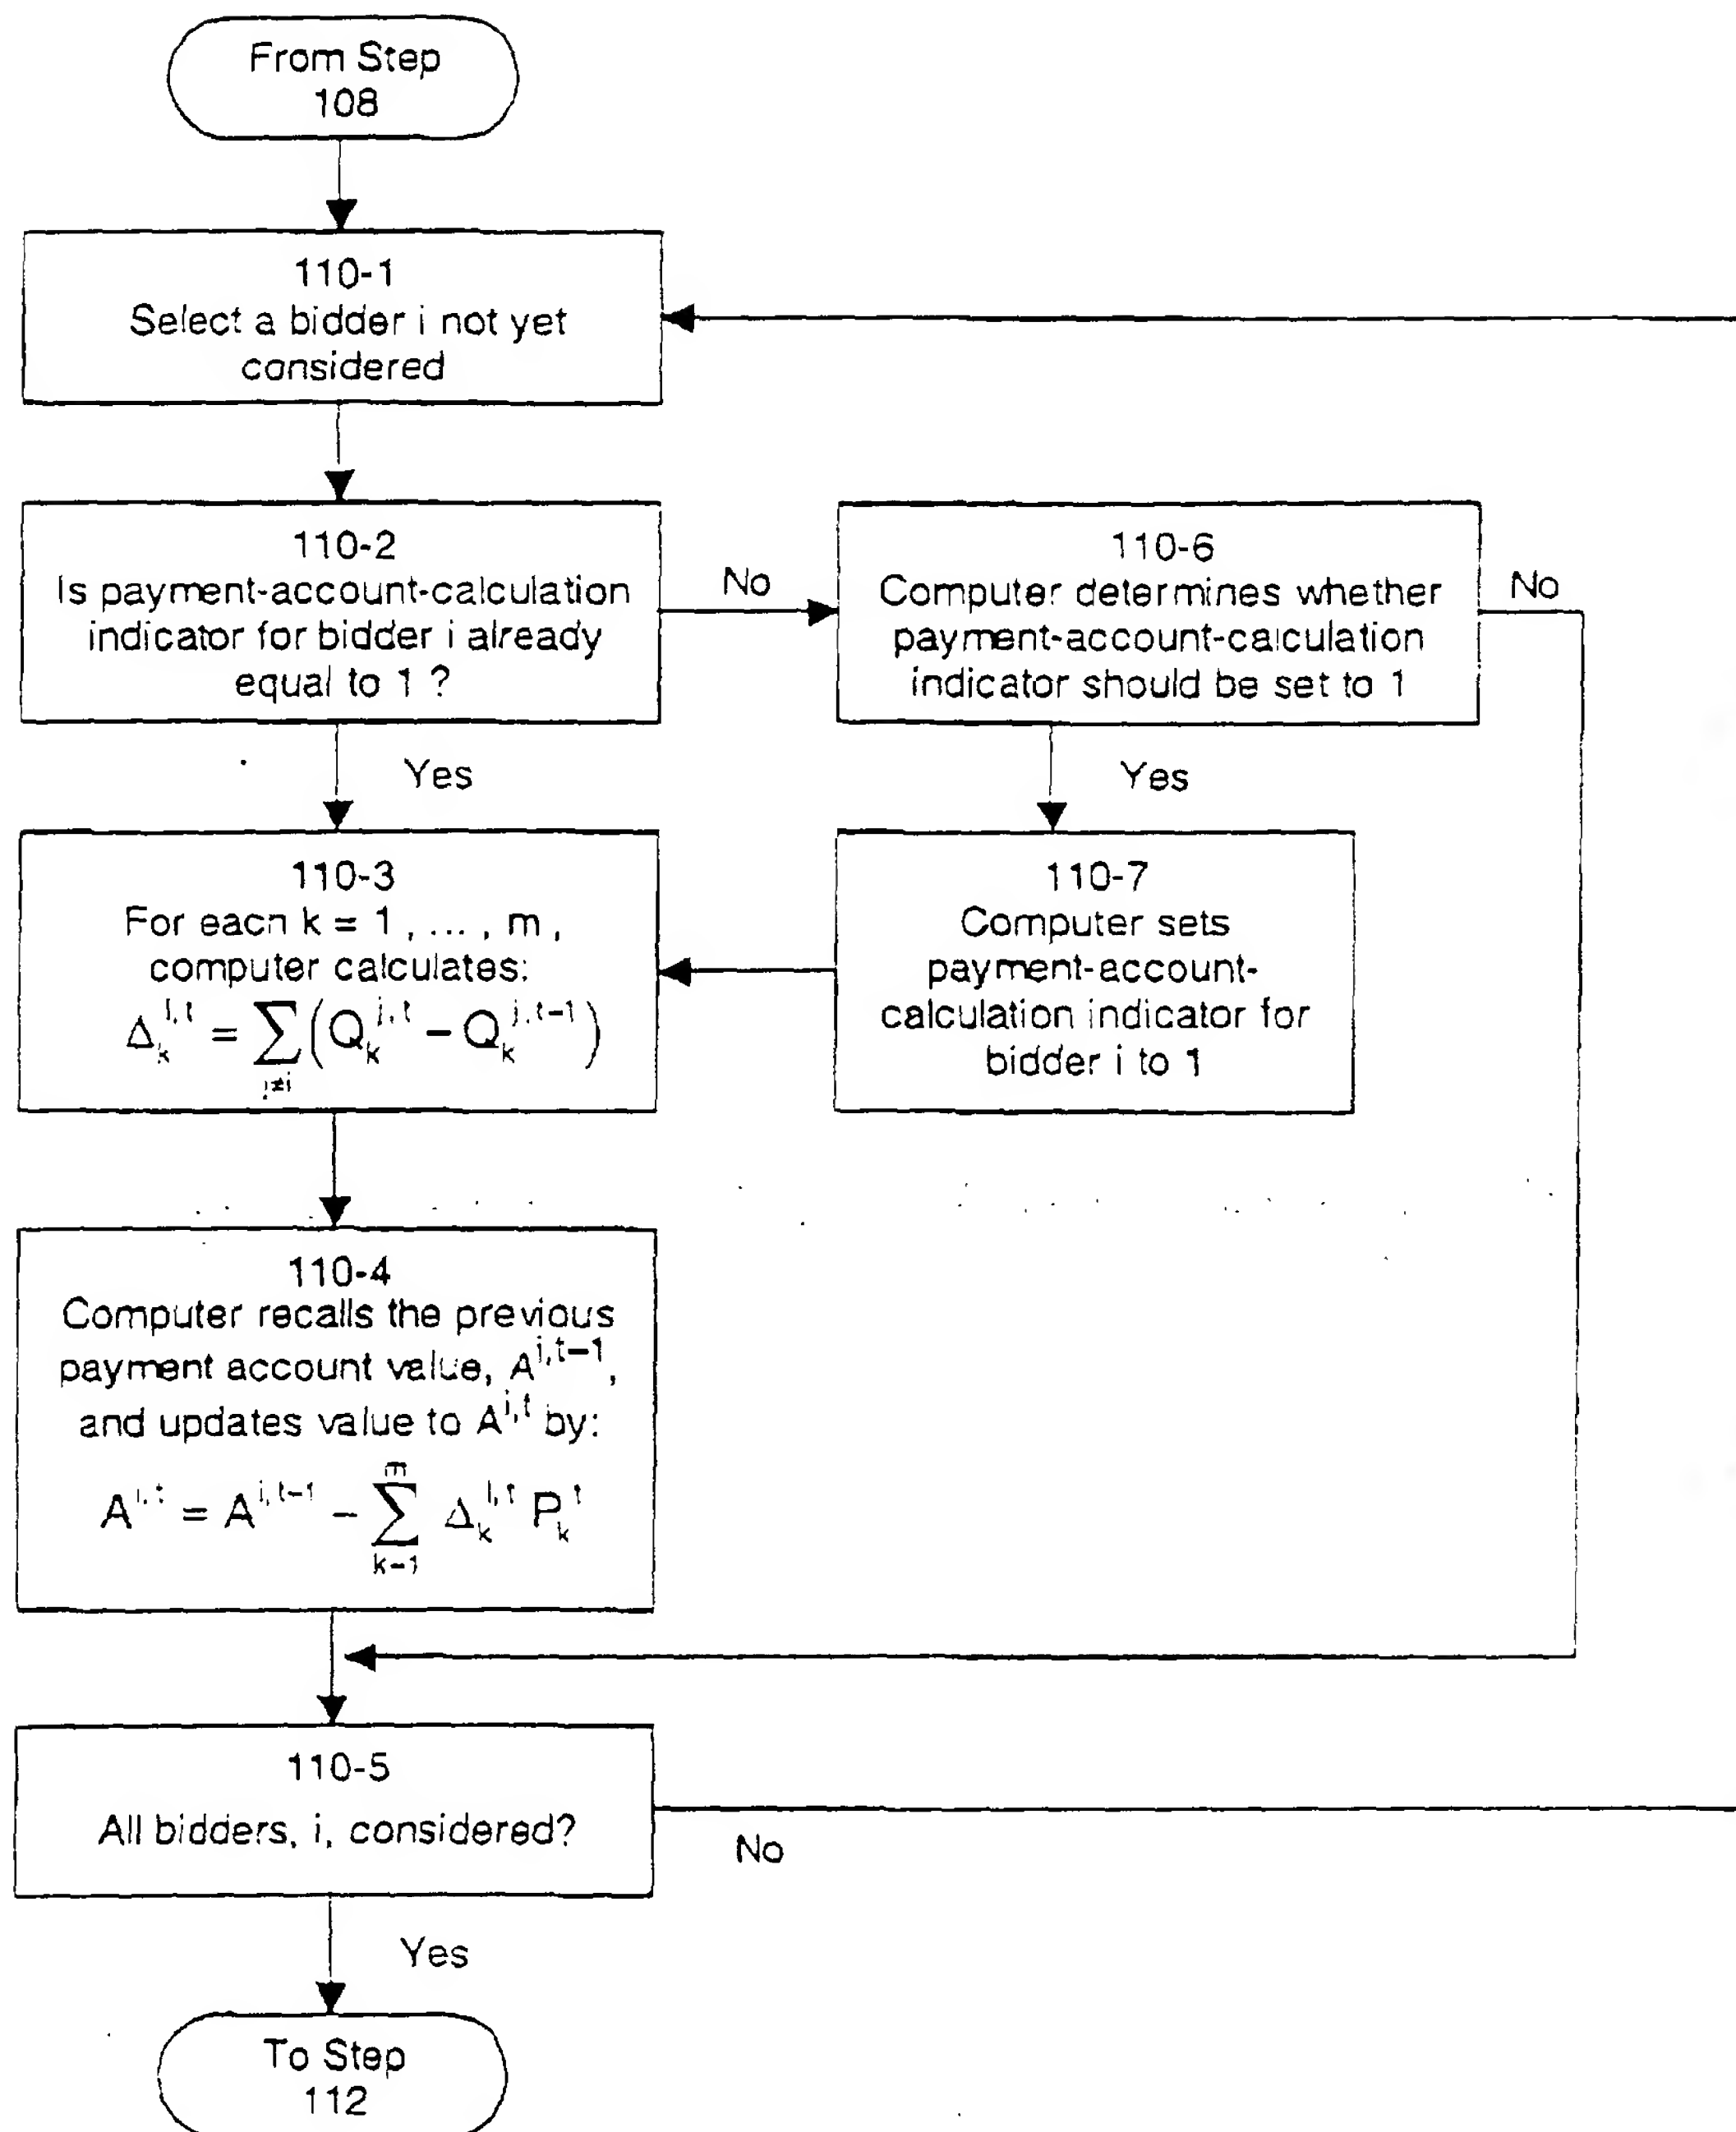 From Step
108
110-1
Select a bidder i not yet
considered
110-2
Is payment-account-calculation
indicator for bidder i already
equal to 1 ?
No
110-6
Computer determines whether
payment-account-calculation
indicator should be set to 1
No
Yes
Yes
110-3
For each k = 1 , ... , m ,
computer calculates:
Δ_k^{i,t} = ∑_{j≠i} (Q_k^{j,t} – Q_k^{j,t–1})
110-7
Computer sets
payment-account-
calculation indicator for
bidder i to 1
110-4
Computer recalls the previous
payment account value, A^{i,t–1},
and updates value to A^{i,t} by:
A^{i,t} = A^{i,t–1} – ∑_{k=1}^{m} Δ_k^{i,t} P_k^t
110-5
All bidders, i, considered?
No
Yes
To Step
112